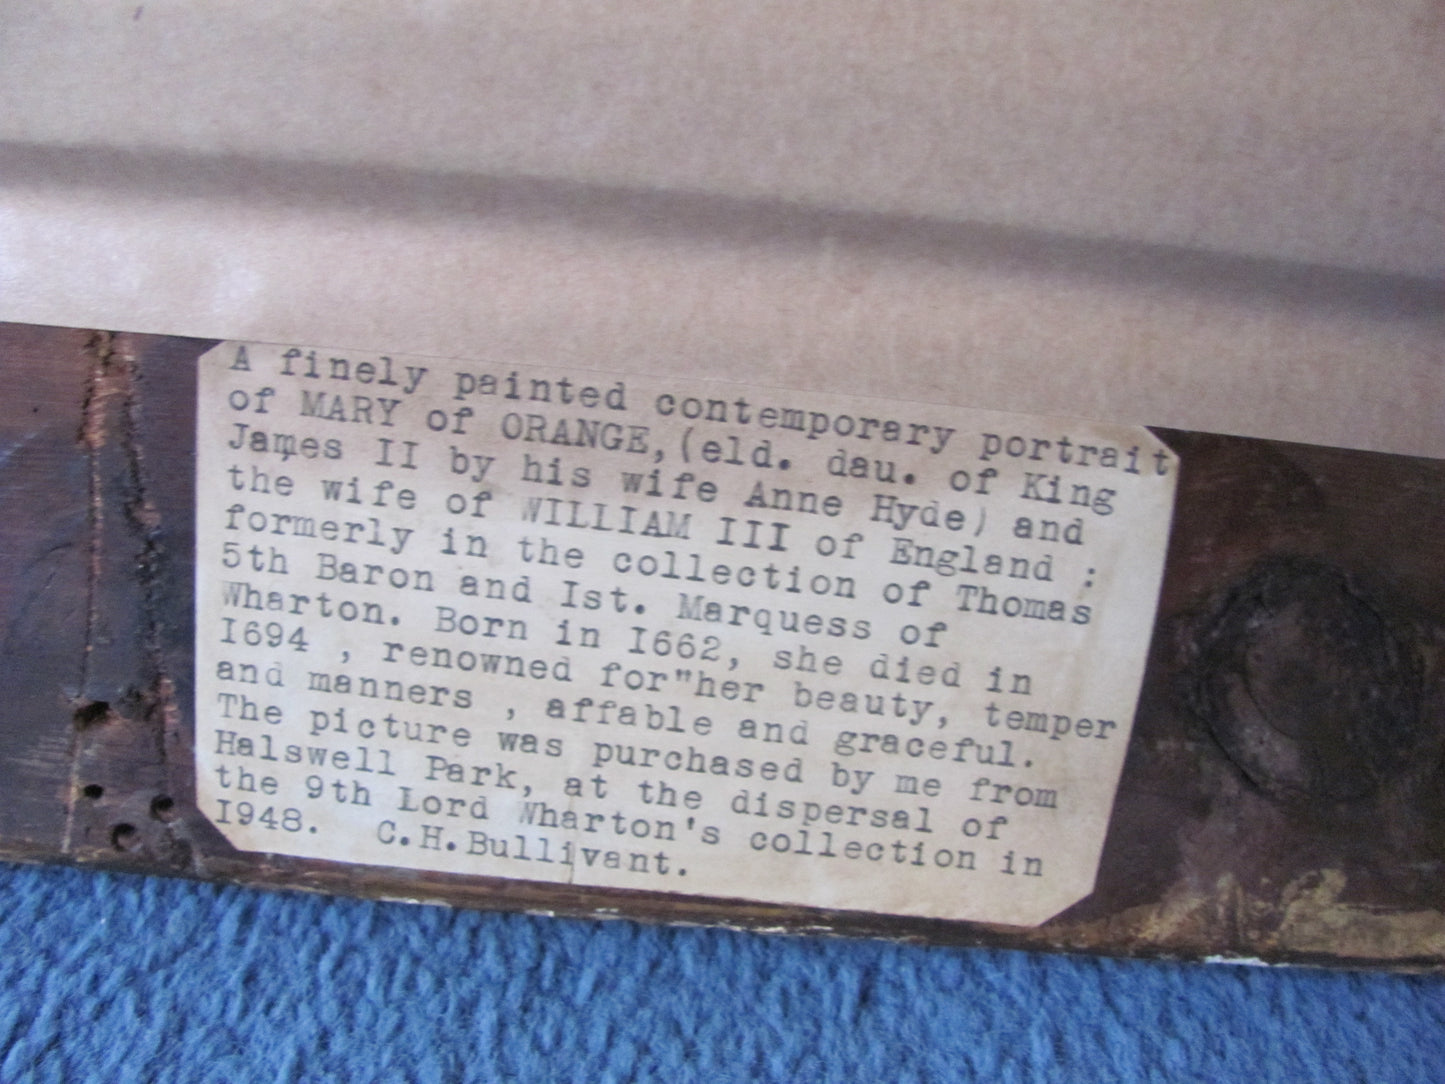 A finely painted contemporary portrait
of MARY of ORANGE,(eld. dau. of King
James II by his wife Anne Hyde) and
the wife of WILLIAM III of England :
formerly in the collection of Thomas
5th Baron and Ist. Marquess of
Wharton. Born in I662, she died in
I694 , renowned for"her beauty, temper
and manners , affable and graceful.
The picture was purchased by me from
Halswell Park, at the dispersal of
the 9th Lord Wharton's collection in
I948. C.H.Bullivant.